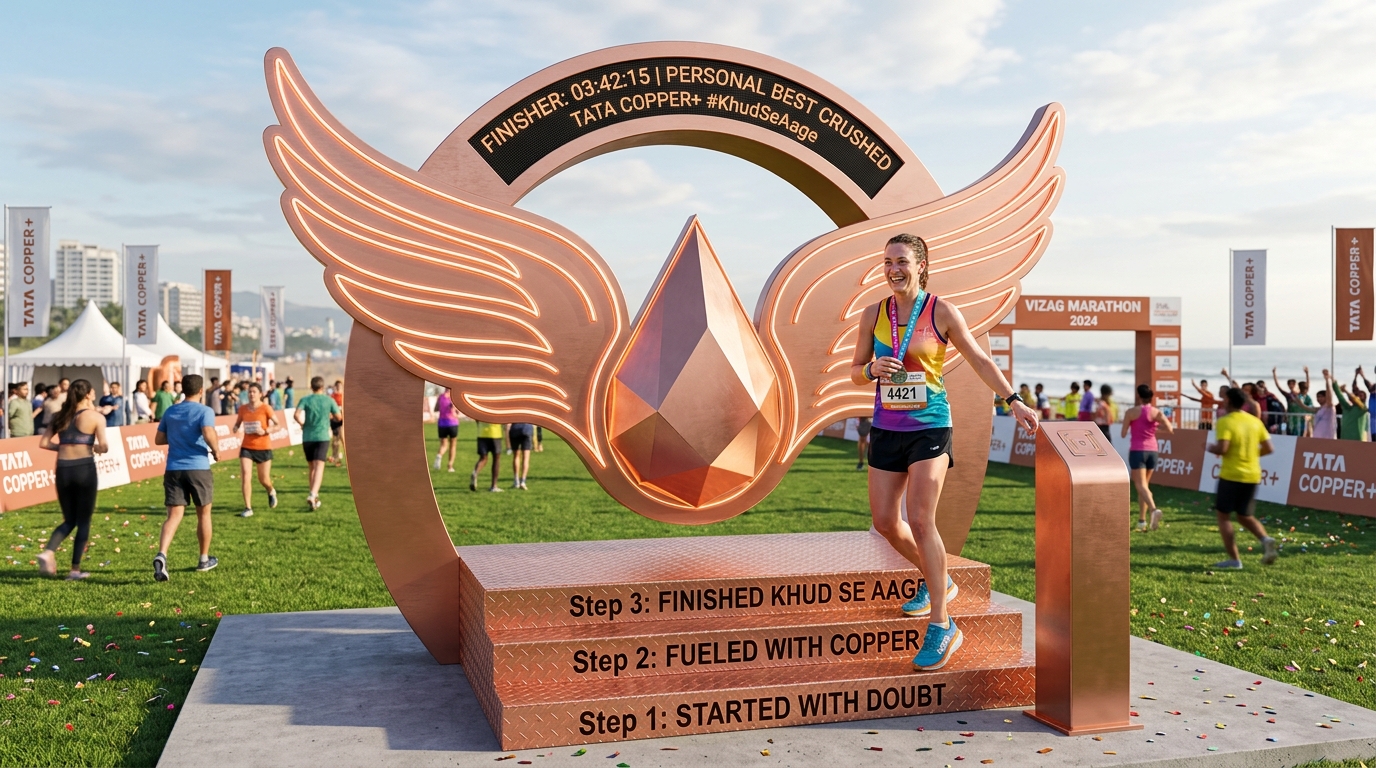 FINISHER: 03:42:15 | PERSONAL BEST CRUSHED
TATA COPPER+ #KhudSeAage
TATA COPPER+
TATA COPPER+
TATA COPPER+
VIZAG MARATHON
2024
TATA COPPER+
TATA COPPER+
4421
TATA
COPPER+
TATA
COPPER+
COPPER+
TATA
COPPER+
Step 3: FINISHED KHUD SE AAGE
Step 2: FUELED WITH COPPER
Step 1: STARTED WITH DOUBT